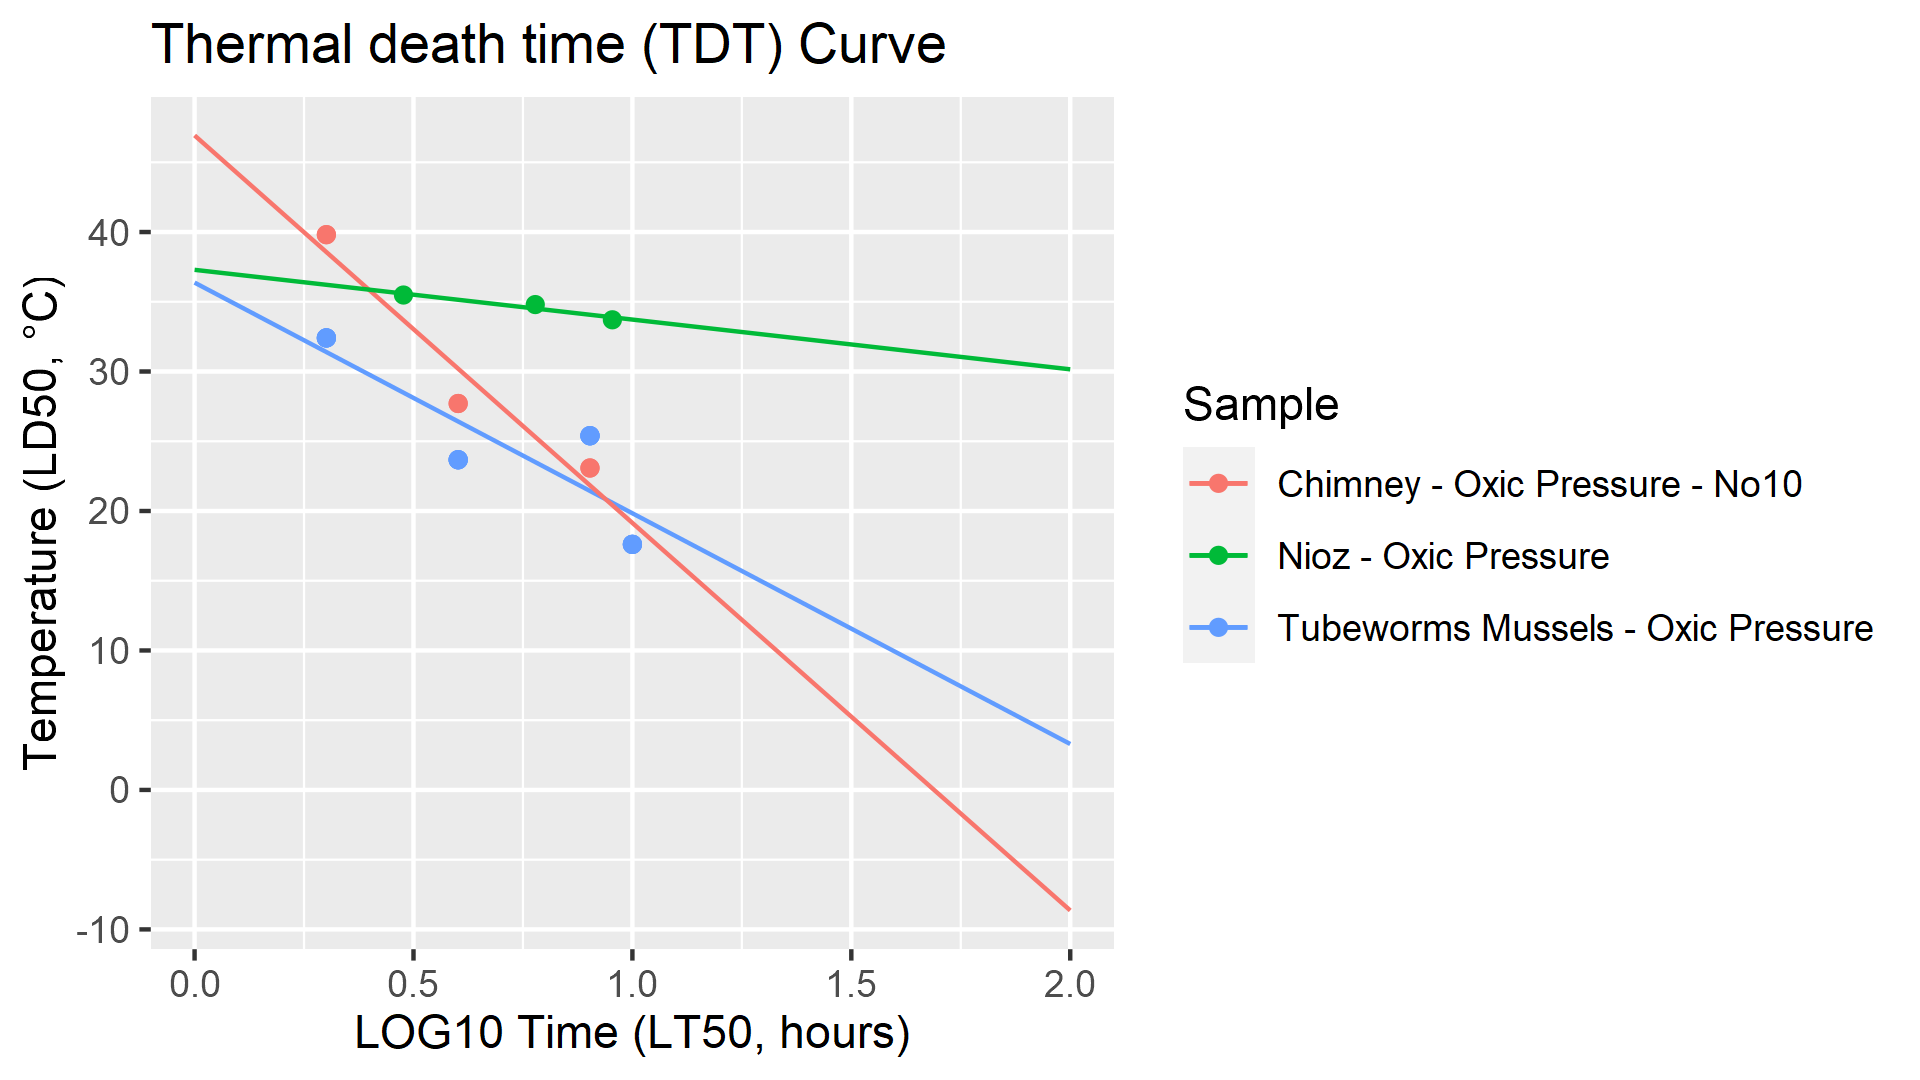 Thermal death time (TDT) Curve
Temperature (LD50, °C)
40
30
20
10
0
-10
0.0 0.5 1.0 1.5 2.0
LOG10 Time (LT50, hours)
Sample
Chimney - Oxic Pressure - No10
Nioz - Oxic Pressure
Tubeworms Mussels - Oxic Pressure